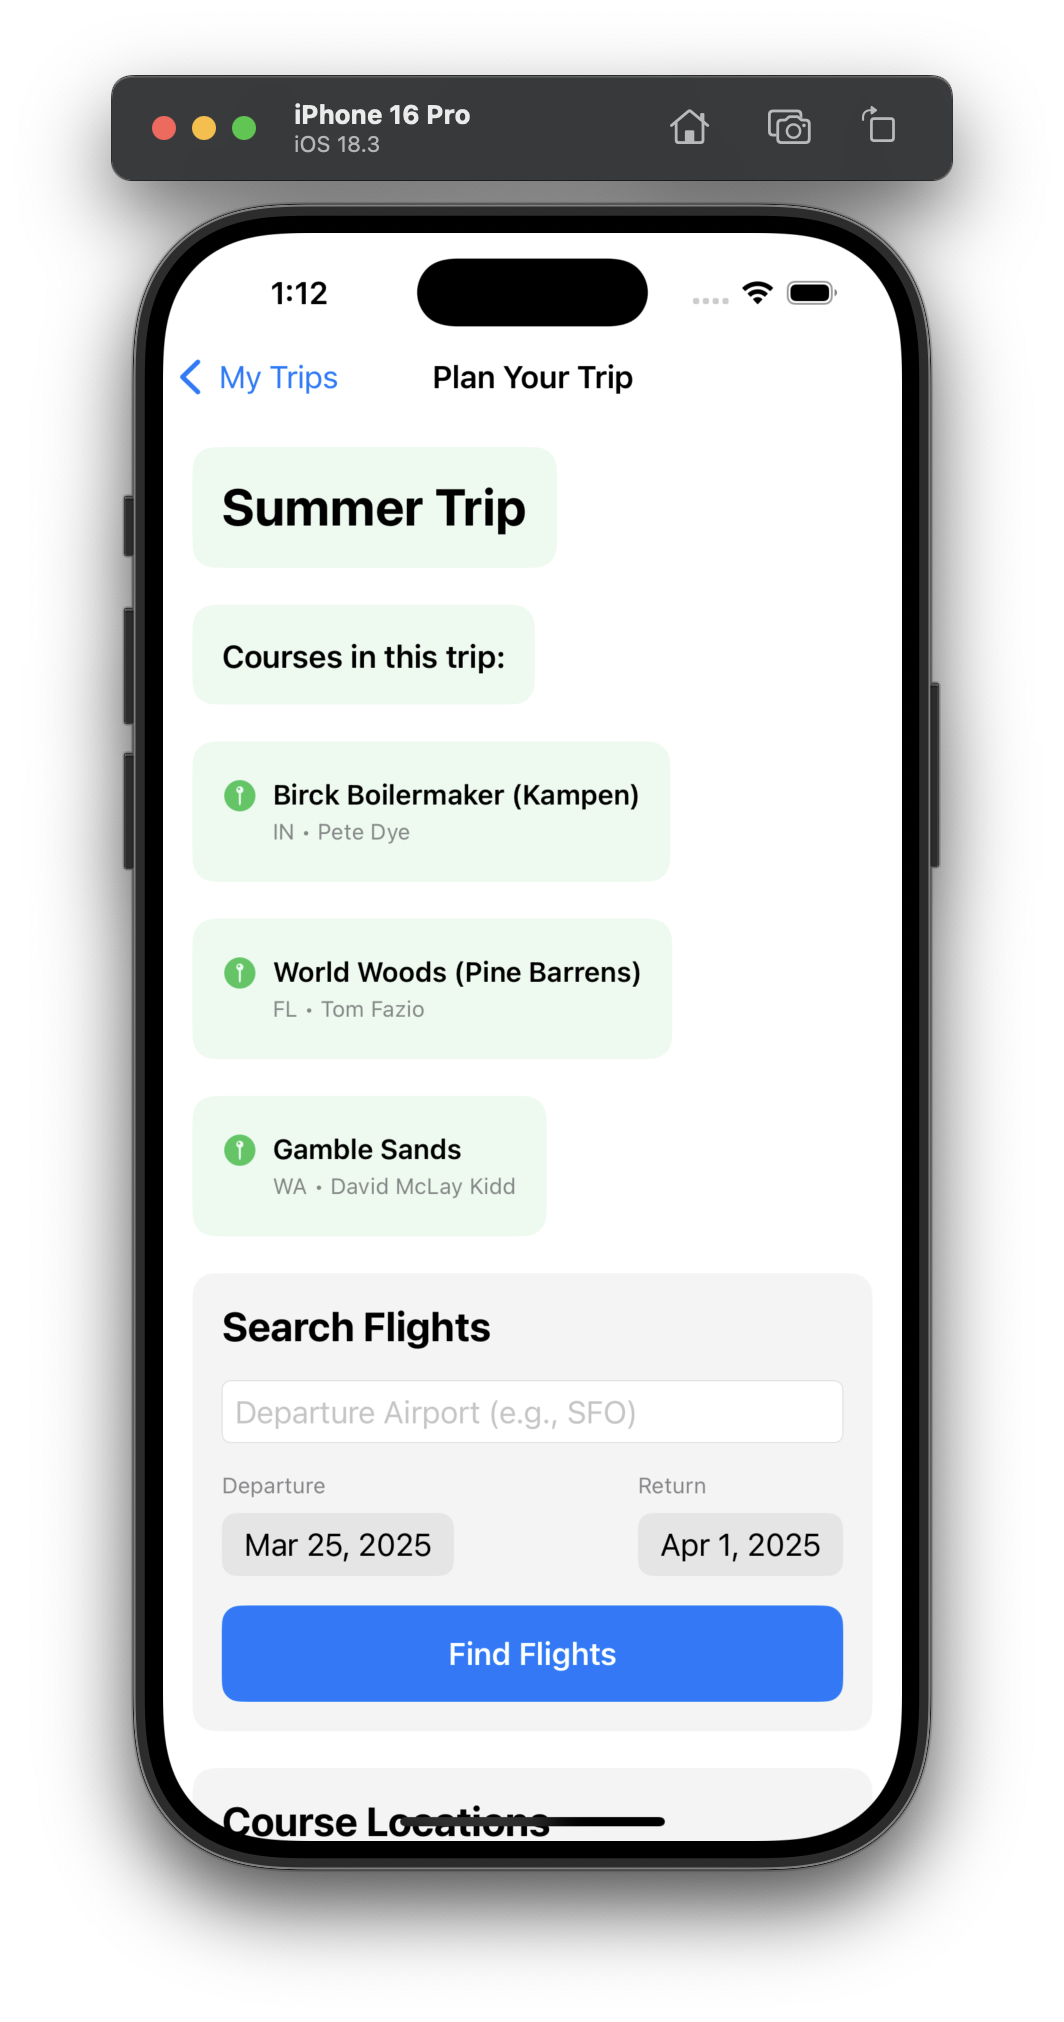 iPhone 16 Pro
iOS 18.3
1:12
My Trips
Plan Your Trip
Summer Trip
Courses in this trip:
Birck Boilermaker (Kampen)
IN • Pete Dye
World Woods (Pine Barrens)
FL • Tom Fazio
Gamble Sands
WA • David McLay Kidd
Search Flights
Departure Airport (e.g., SFO)
Departure
Return
Mar 25, 2025
Apr 1, 2025
Find Flights
Course Locations